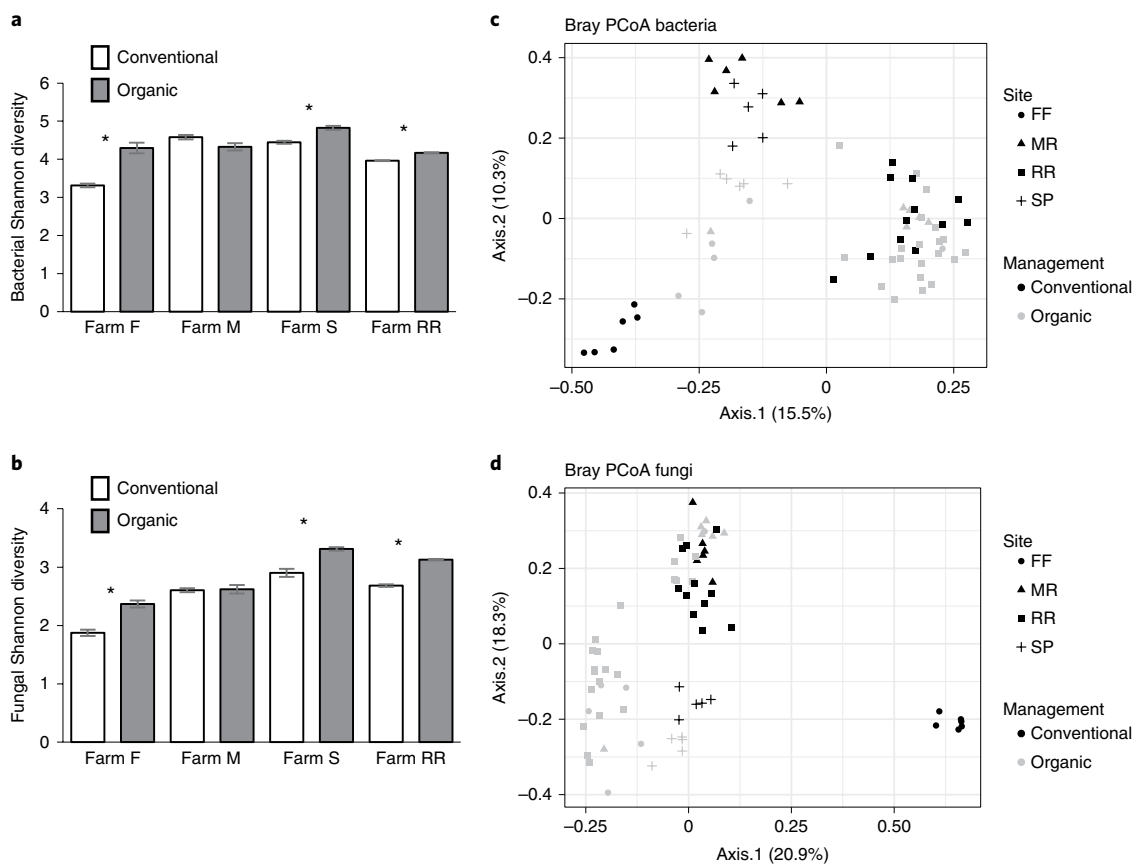 a
Conventional
Organic
Bacterial Shannon diversity
6
5
4
3
2
1
0
*
*
*
Farm F
Farm M
Farm S
Farm RR
b
Conventional
Organic
Fungal Shannon diversity
4
3
2
1
0
*
*
*
Farm F
Farm M
Farm S
Farm RR
c
Bray PCoA bacteria
Axis.2 (10.3%)
0.4
0.2
0
–0.2
–0.50
–0.25
0
0.25
Axis.1 (15.5%)
Site
FF
MR
RR
SP
Management
Conventional
Organic
d
Bray PCoA fungi
Axis.2 (18.3%)
0.4
0.2
0
–0.2
–0.4
–0.25
0
0.25
0.50
Axis.1 (20.9%)
Site
FF
MR
RR
SP
Management
Conventional
Organic